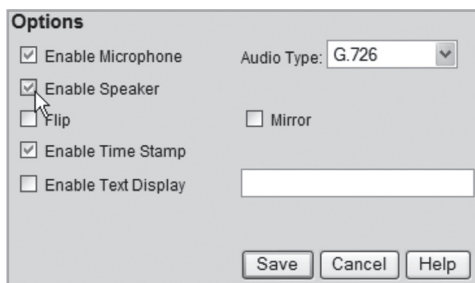 Options
Enable Microphone Audio Type: G.726
Enable Speaker
Flip Mirror
Enable Time Stamp
Enable Text Display
Save Cancel Help